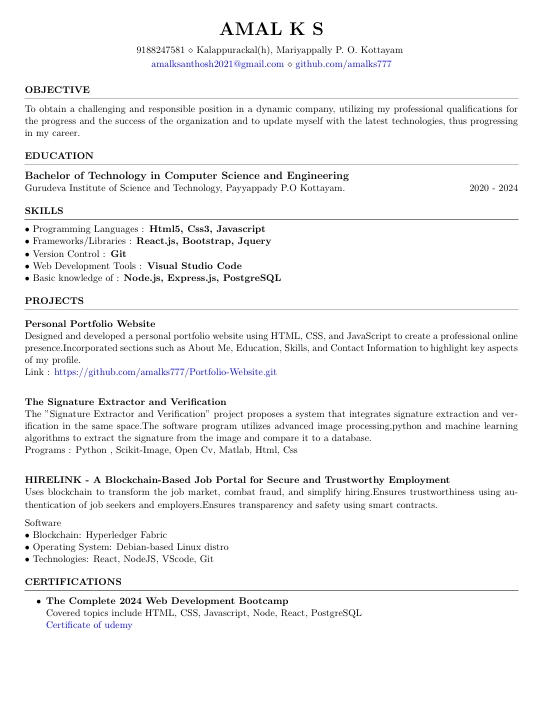 AMAL K S
9188247581 ⋄ Kalappurackal(h), Mariyappally P. O. Kottayam
amalksanthosh2021@gmail.com ⋄ github.com/amalks777
OBJECTIVE
To obtain a challenging and responsible position in a dynamic company, utilizing my professional qualifications for
the progress and the success of the organization and to update myself with the latest technologies, thus progressing
in my career.
EDUCATION
Bachelor of Technology in Computer Science and Engineering
Gurudeva Institute of Science and Technology, Payyappady P.O Kottayam. 2020 - 2024
SKILLS
• Programming Languages : Html5, Css3, Javascript
• Frameworks/Libraries : React.js, Bootstrap, Jquery
• Version Control : Git
• Web Development Tools : Visual Studio Code
• Basic knowledge of : Node.js, Express.js, PostgreSQL
PROJECTS
Personal Portfolio Website
Designed and developed a personal portfolio website using HTML, CSS, and JavaScript to create a professional online
presence.Incorporated sections such as About Me, Education, Skills, and Contact Information to highlight key aspects
of my profile.
Link : https://github.com/amalks777/Portfolio-Website.git
The Signature Extractor and Verification
The ”Signature Extractor and Verification” project proposes a system that integrates signature extraction and ver-
ification in the same space.The software program utilizes advanced image processing,python and machine learning
algorithms to extract the signature from the image and compare it to a database.
Programs : Python , Scikit-Image, Open Cv, Matlab, Html, Css
HIRELINK - A Blockchain-Based Job Portal for Secure and Trustworthy Employment
Uses blockchain to transform the job market, combat fraud, and simplify hiring.Ensures trustworthiness using au-
thentication of job seekers and employers.Ensures transparency and safety using smart contracts.
Software
• Blockchain: Hyperledger Fabric
• Operating System: Debian-based Linux distro
• Technologies: React, NodeJS, VScode, Git
CERTIFICATIONS
• The Complete 2024 Web Development Bootcamp
Covered topics include HTML, CSS, Javascript, Node, React, PostgreSQL
Certificate of udemy